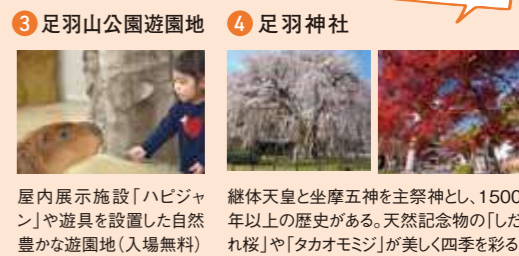 3 足羽山公園遊園地
屋内展示施設「ハピジャ
ン」や遊具を設置した自然
豊かな遊園地（入場無料）
4 足羽神社
継体天皇と坐摩五神を主祭神とし、1500
年以上の歴史がある。天然記念物の「しだ
れ桜」や「タカオモミジ」が美しく四季を彩る